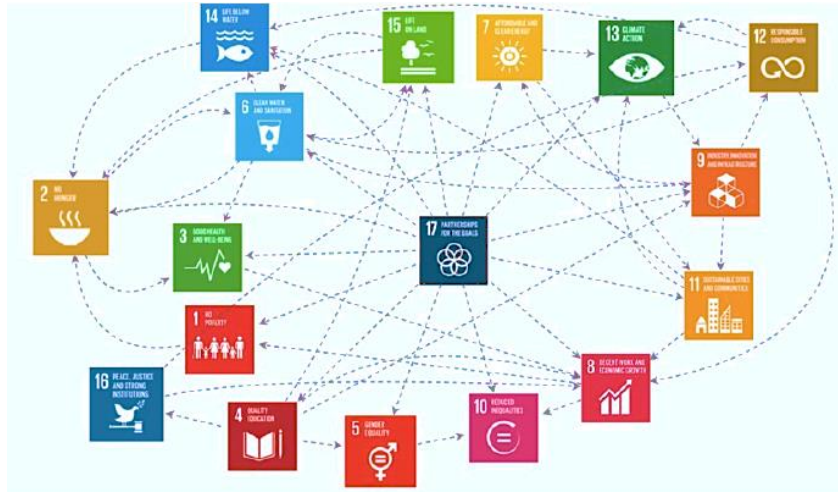 14 LIFE BELOW
WATER
15 LIFE
ON LAND
7 AFFORDABLE AND
CLEAN ENERGY
13 CLIMATE
ACTION
12 RESPONSIBLE
CONSUMPTION
6 CLEAN WATER
AND SANITATION
9 INDUSTRY, INNOVATION
AND INFRASTRUCTURE
2 NO
HUNGER
17 PARTNERSHIPS
FOR THE GOALS
3 GOOD HEALTH
AND WELL-BEING
11 SUSTAINABLE CITIES
AND COMMUNITIES
1 NO
POVERTY
8 DECENT WORK AND
ECONOMIC GROWTH
16 PEACE, JUSTICE
AND STRONG
4 QUALITY
EDUCATION
10 REDUCED
INEQUALITIES
5 GENDER
EQUALITY